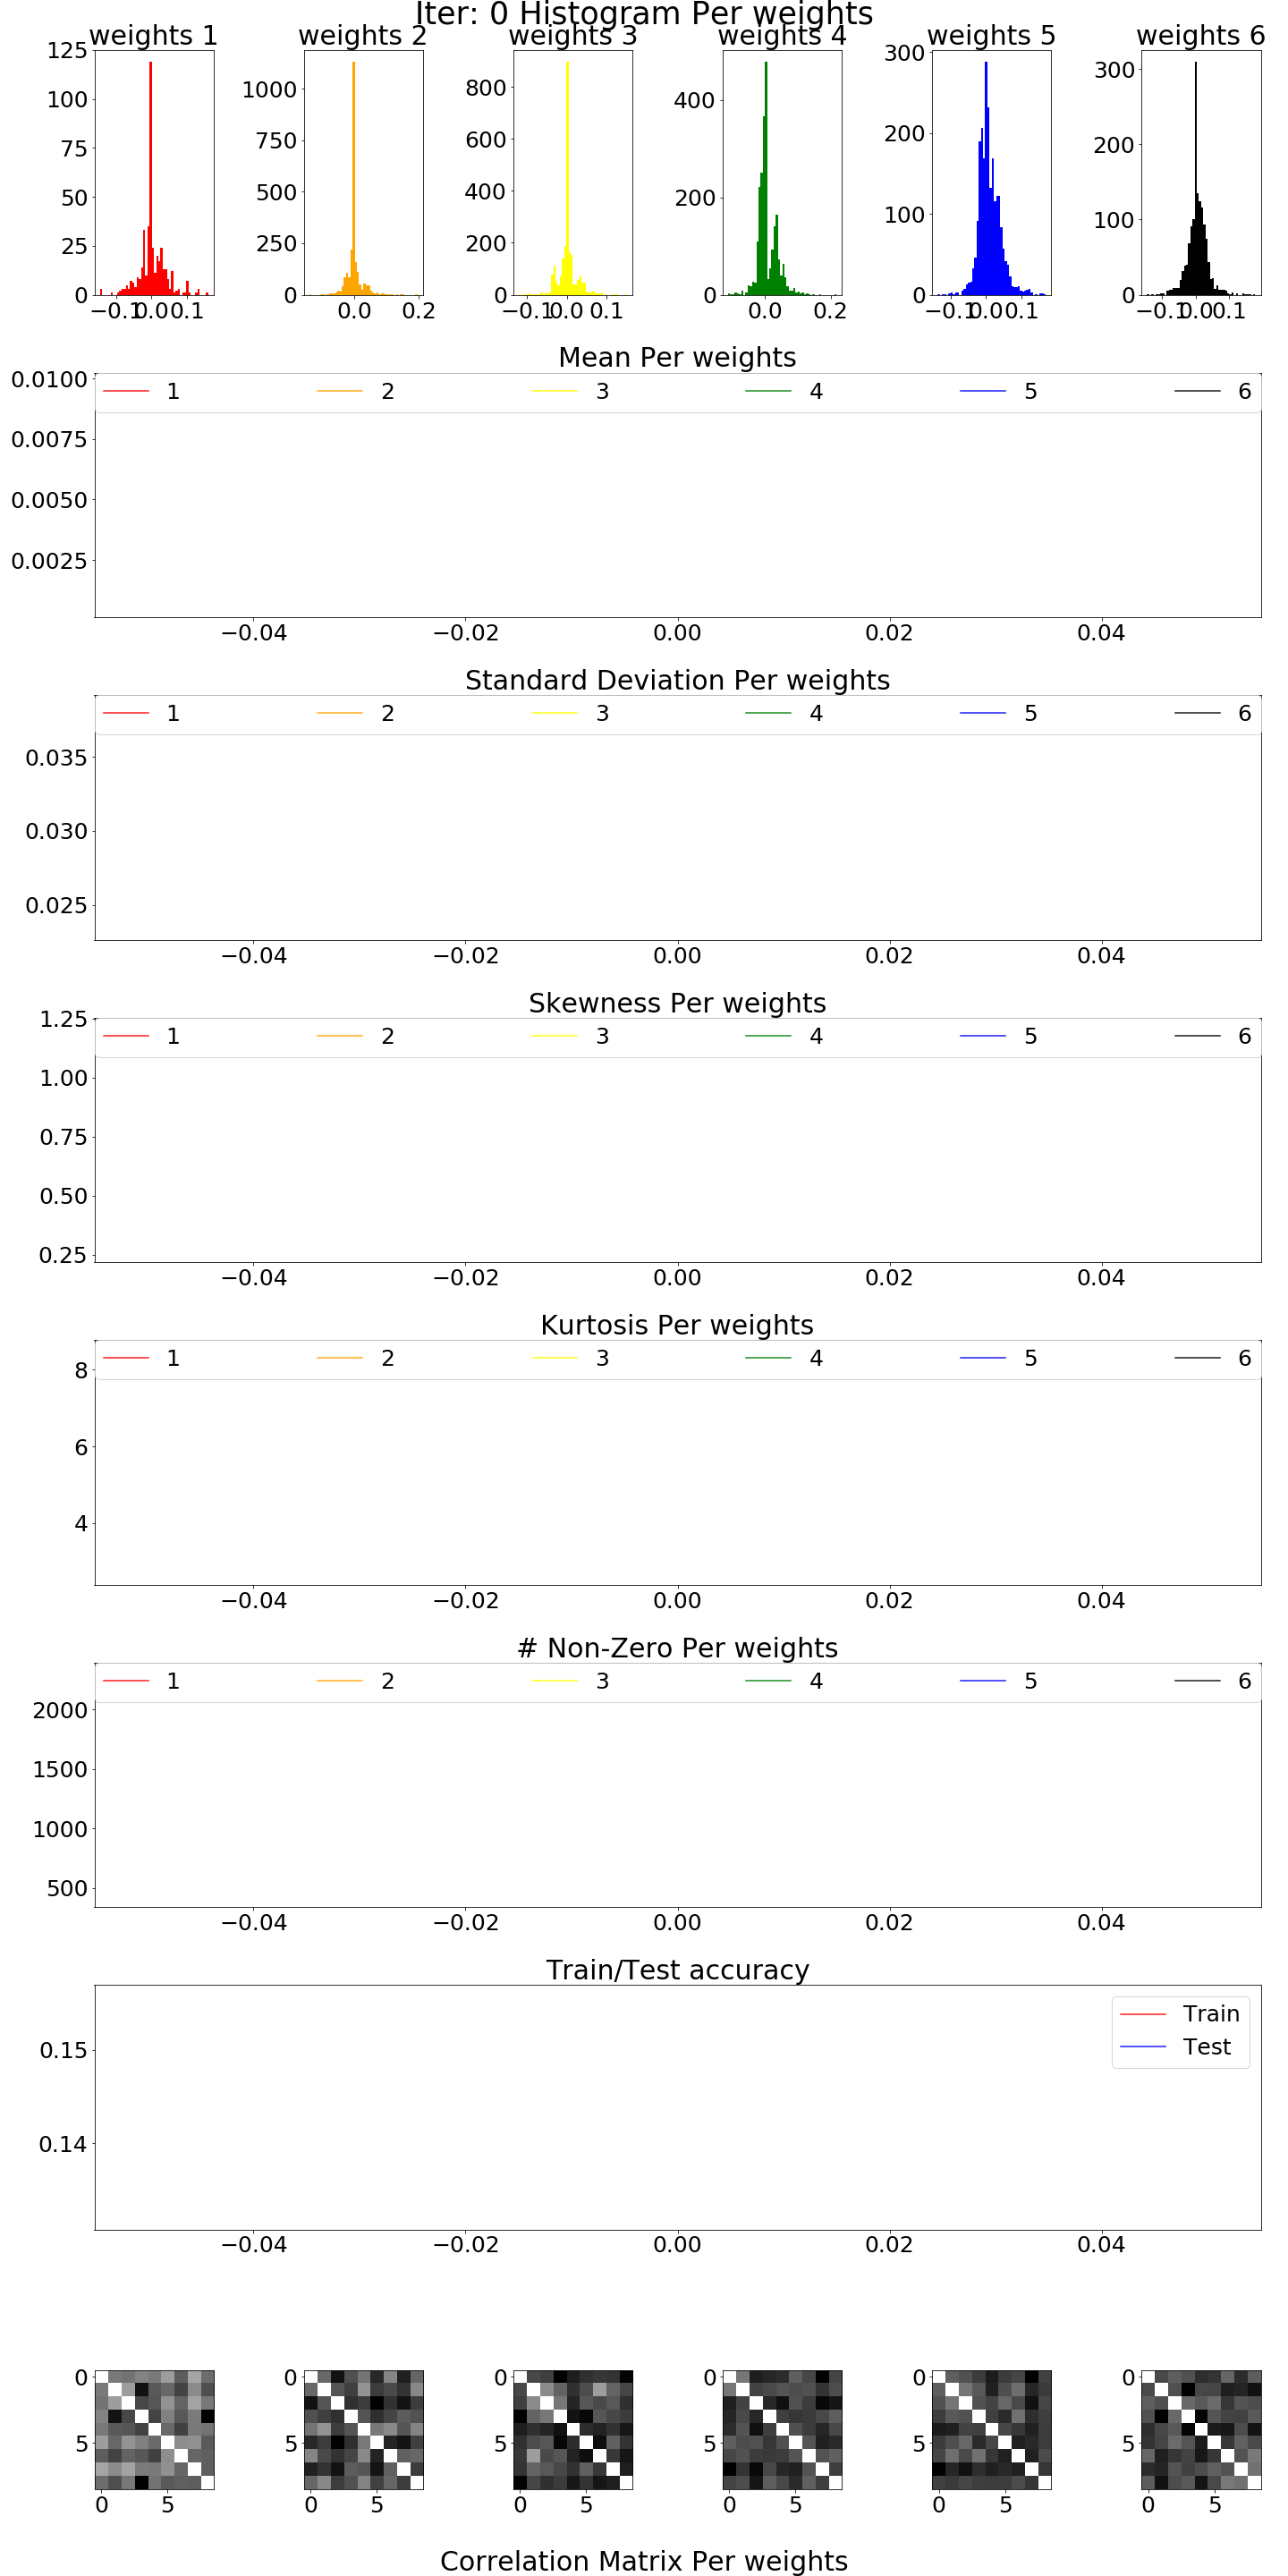 Iter: 0 Histogram Per weights
weights 1 weights 2 weights 3 weights 4 weights 5 weights 6
125
100
75
50
25
0
−0.1 0.0 0.1
1000
750
500
250
0
0.0 0.2
800
600
400
200
0
−0.1 0.0 0.1
400
200
0
0.0 0.2
300
200
100
0
−0.1 0.0 0.1
300
200
100
0
−0.1 0.0 0.1
Mean Per weights
1 2 3 4 5 6
0.0100
0.0075
0.0050
0.0025
−0.04 −0.02 0.00 0.02 0.04
Standard Deviation Per weights
1 2 3 4 5 6
0.035
0.030
0.025
−0.04 −0.02 0.00 0.02 0.04
Skewness Per weights
1 2 3 4 5 6
1.25
1.00
0.75
0.50
0.25
−0.04 −0.02 0.00 0.02 0.04
Kurtosis Per weights
1 2 3 4 5 6
8
6
4
−0.04 −0.02 0.00 0.02 0.04
# Non-Zero Per weights
1 2 3 4 5 6
2000
1500
1000
500
−0.04 −0.02 0.00 0.02 0.04
Train/Test accuracy
Train
Test
0.15
0.14
−0.04 −0.02 0.00 0.02 0.04
0 0 0 0 0 0
5 5 5 5 5 5
0 5 0 5 0 5 0 5 0 5 0 5
Correlation Matrix Per weights